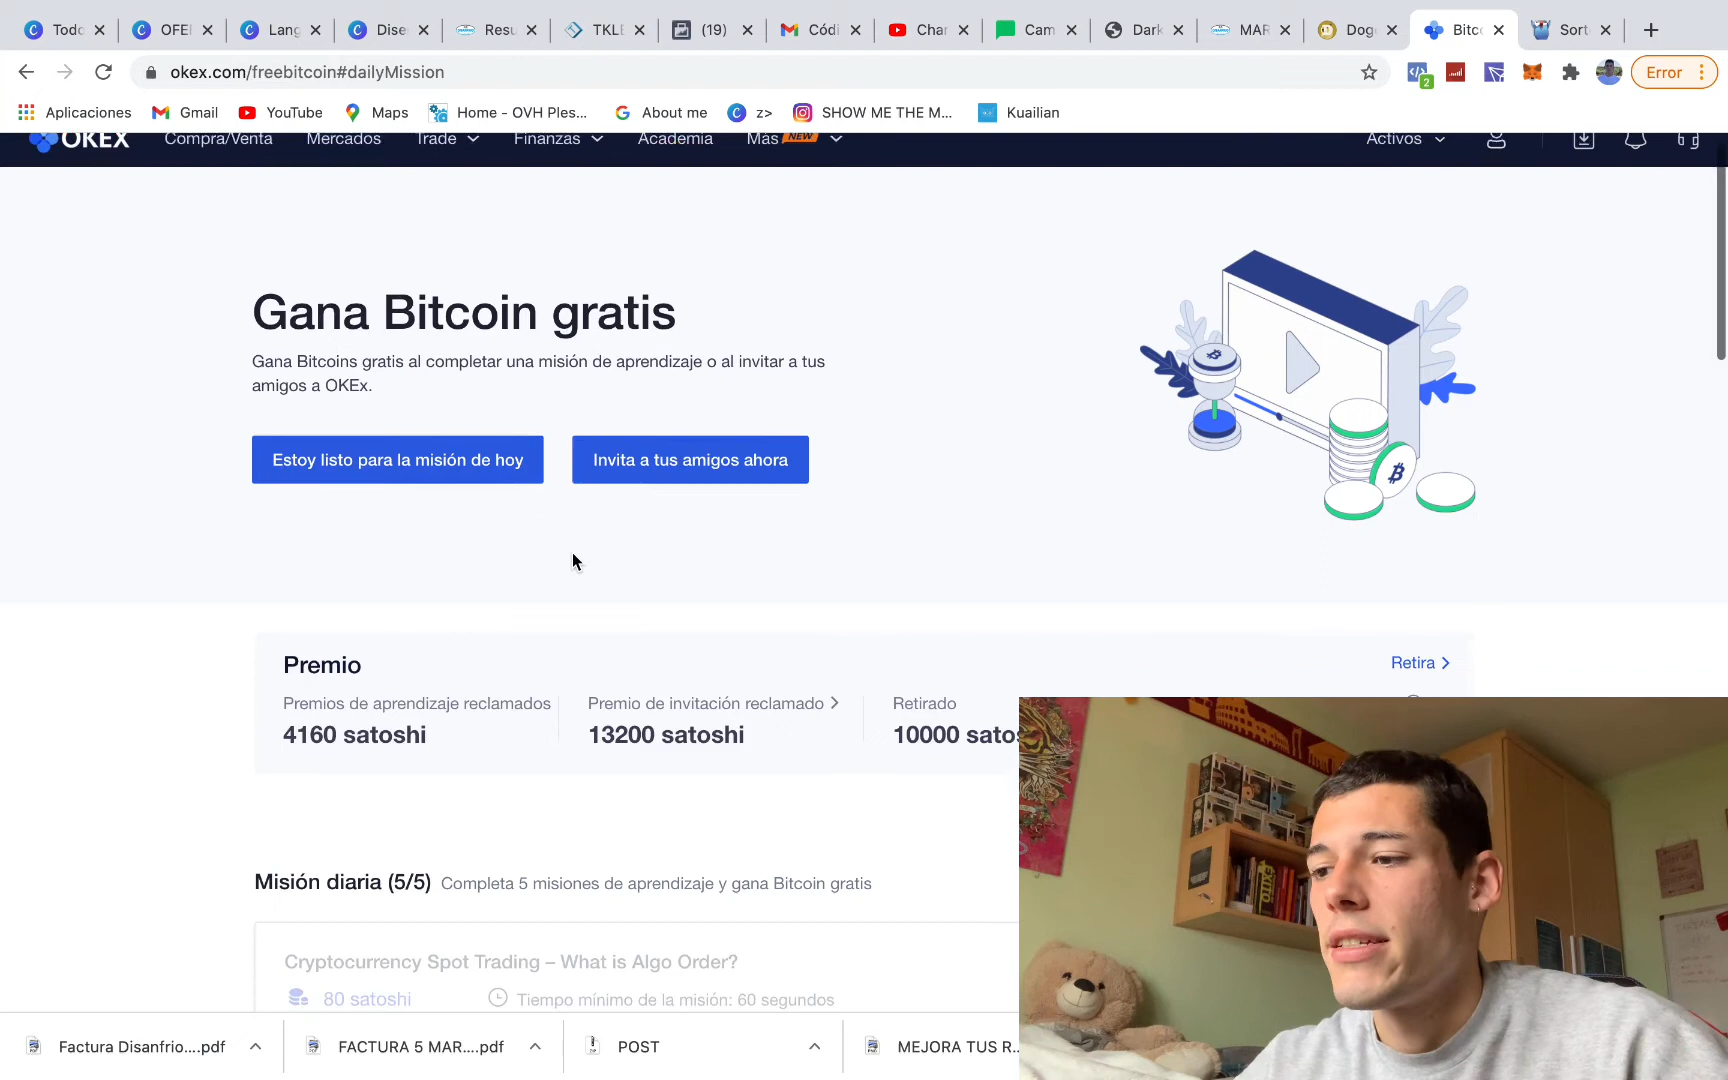 Todo
OFE
Lang
Dise
Resu
TKLE
(19)
Códi
Char
Cam
Dark
MAR
Dog
Bitc
Sort
okex.com/freebitcoin#dailyMission
Error
2
Aplicaciones
Gmail
YouTube
Maps
Home - OVH Ples...
About me
z>
SHOW ME THE M...
Kuailian
OKEX
Compra/Venta
Mercados
Trade
Finanzas
Academia
Más
NEW
Activos
Gana Bitcoin gratis
Gana Bitcoins gratis al completar una misión de aprendizaje o al invitar a tus
amigos a OKEx.
Estoy listo para la misión de hoy
Invita a tus amigos ahora
Premio
Retira
Premios de aprendizaje reclamados
Premio de invitación reclamado
Retirado
4160 satoshi
13200 satoshi
10000 satos
Misión diaria (5/5) Completa 5 misiones de aprendizaje y gana Bitcoin gratis
Cryptocurrency Spot Trading – What is Algo Order?
80 satoshi
Tiempo mínimo de la misión: 60 segundos
ÉXITO
Factura Disanfrio....pdf
FACTURA 5 MAR....pdf
POST
MEJORA TUS R...